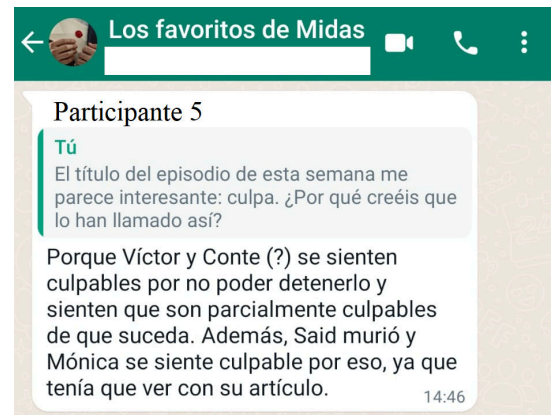 Los favoritos de Midas
Participante 5
Tú
El título del episodio de esta semana me
parece interesante: culpa. ¿Por qué creéis que
lo han llamado así?
Porque Víctor y Conte (?) se sienten
culpables por no poder detenerlo y
sienten que son parcialmente culpables
de que suceda. Además, Said murió y
Mónica se siente culpable por eso, ya que
tenía que ver con su artículo.
14:46